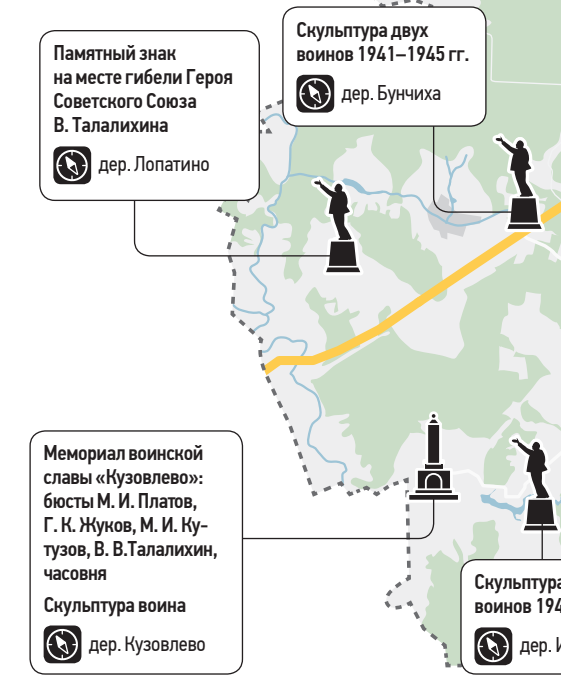 Памятный знак
на месте гибели Героя
Советского Союза
В. Талалихина
дер. Лопатино
Скульптура двух
воинов 1941–1945 гг.
дер. Бунчиха
Мемориал воинской
славы «Кузовлево»:
бюсты М. И. Платов,
Г. К. Жуков, М. И. Ку-
тузов, В. В.Талалихин,
часовня
Скульптура воина
дер. Кузовлево
Скульптура
воинов 194
дер. И